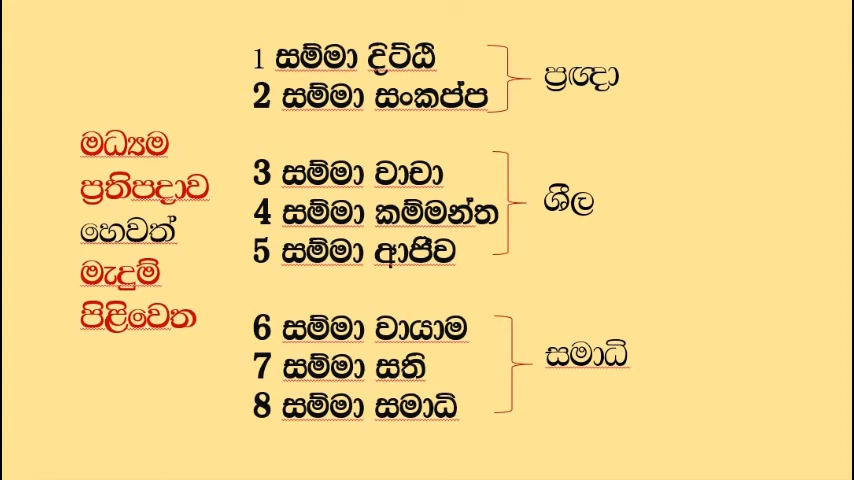 මධ්‍යම
ප්‍රතිපදාව
හෙවත්
මැදුම්
පිළිවෙත
1 සම්මා දිට්ඨි
2 සම්මා සංකප්ප
ප්‍රඥා
3 සම්මා වාචා
4 සම්මා කම්මන්ත
5 සම්මා ආජීව
ශීල
6 සම්මා වායාම
7 සම්මා සති
8 සම්මා සමාධි
සමාධි